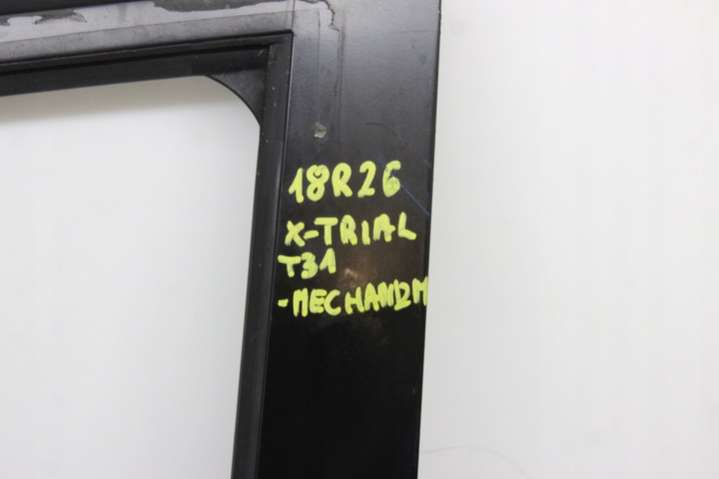 18R26
X-TRIAL
T31
-MECHANIZM